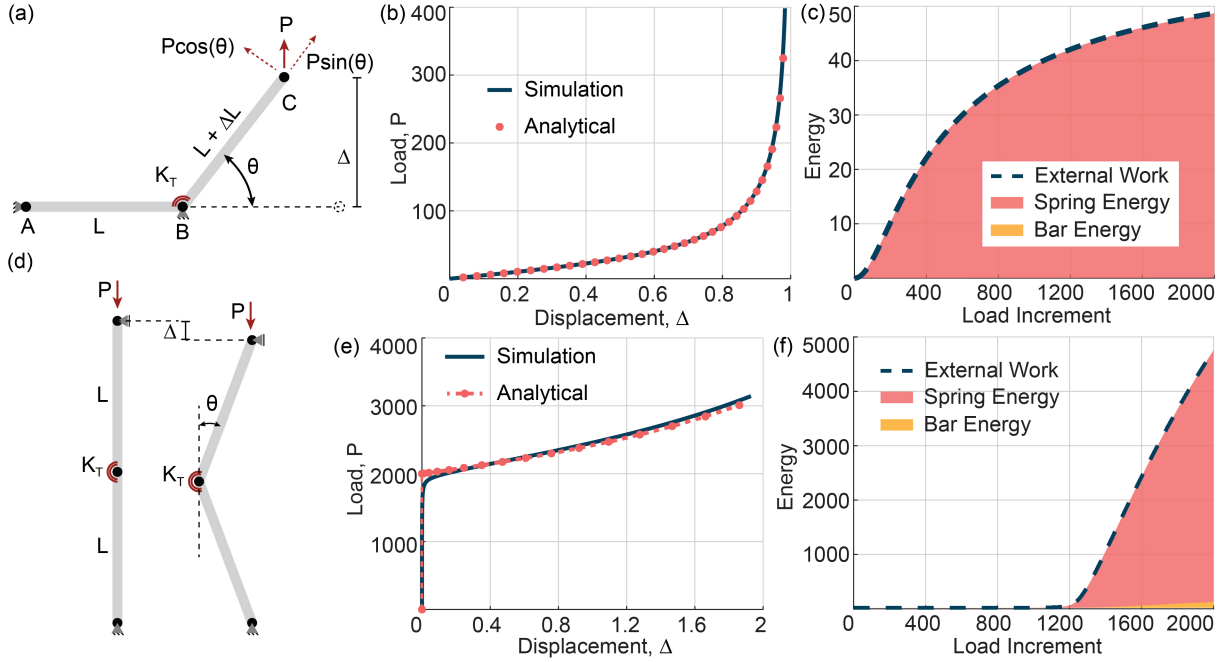 (a)
P
Pcos(θ)
Psin(θ)
C
L + ΔL
Δ
θ
K_T
A
L
B
(b)
400
300
200
100
0
0.2
0.4
0.6
0.8
1
Load, P
Displacement, Δ
Simulation
Analytical
(c)
50
40
30
20
10
0
0
400
800
1200
1600
2000
Energy
Load Increment
External Work
Spring Energy
Bar Energy
(d)
P
Δ
P
L
θ
K_T
K_T
L
(e)
4000
3000
2000
1000
0
0.4
0.8
1.2
1.6
2
Load, P
Displacement, Δ
Simulation
Analytical
(f)
5000
4000
3000
2000
1000
0
400
800
1200
1600
2000
Energy
Load Increment
External Work
Spring Energy
Bar Energy